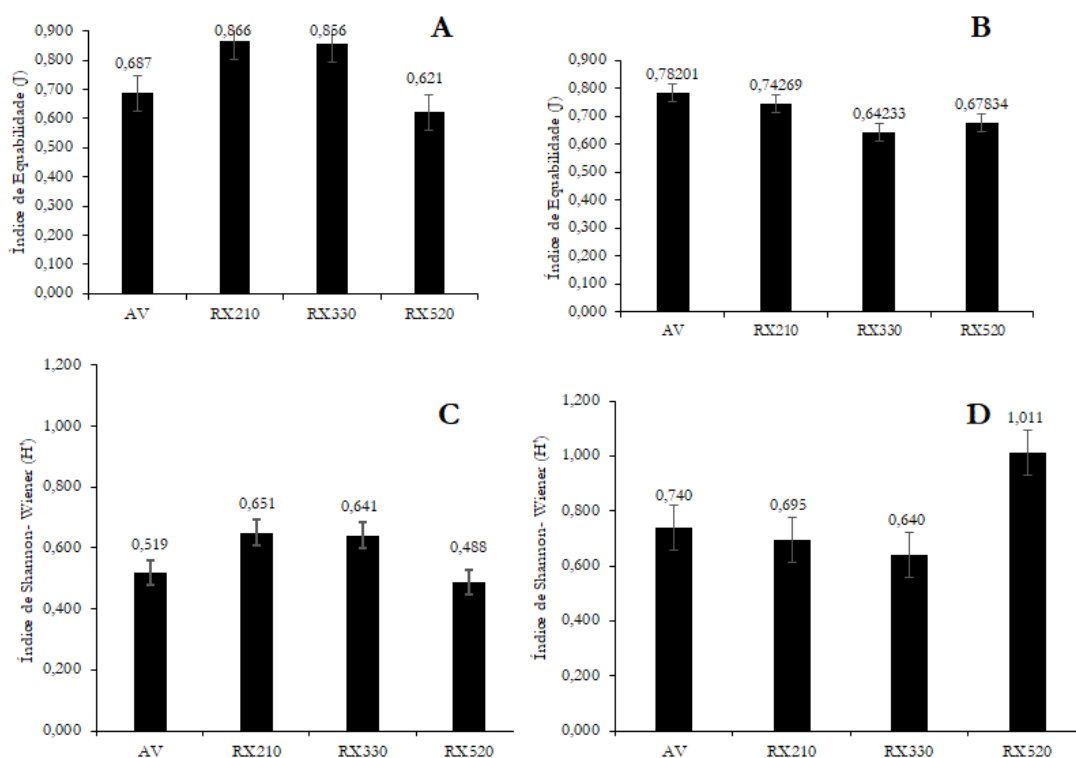 A
Índice de Equabilidade (J)
0,900
0,800
0,700
0,600
0,500
0,400
0,300
0,200
0,100
0,000
0,687
0,866
0,856
0,621
AV
RX210
RX330
RX520
B
Índice de Equabilidade (J)
0,900
0,800
0,700
0,600
0,500
0,400
0,300
0,200
0,100
0,000
0,78201
0,74269
0,64233
0,67834
AV
RX210
RX330
RX520
C
Índice de Shannon- Wiener (H')
1,200
1,000
0,800
0,600
0,400
0,200
0,000
0,519
0,651
0,641
0,488
AV
RX210
RX330
RX520
D
Índice de Shannon- Wiener (H')
1,200
1,000
0,800
0,600
0,400
0,200
0,000
0,740
0,695
0,640
1,011
AV
RX210
RX330
RX520